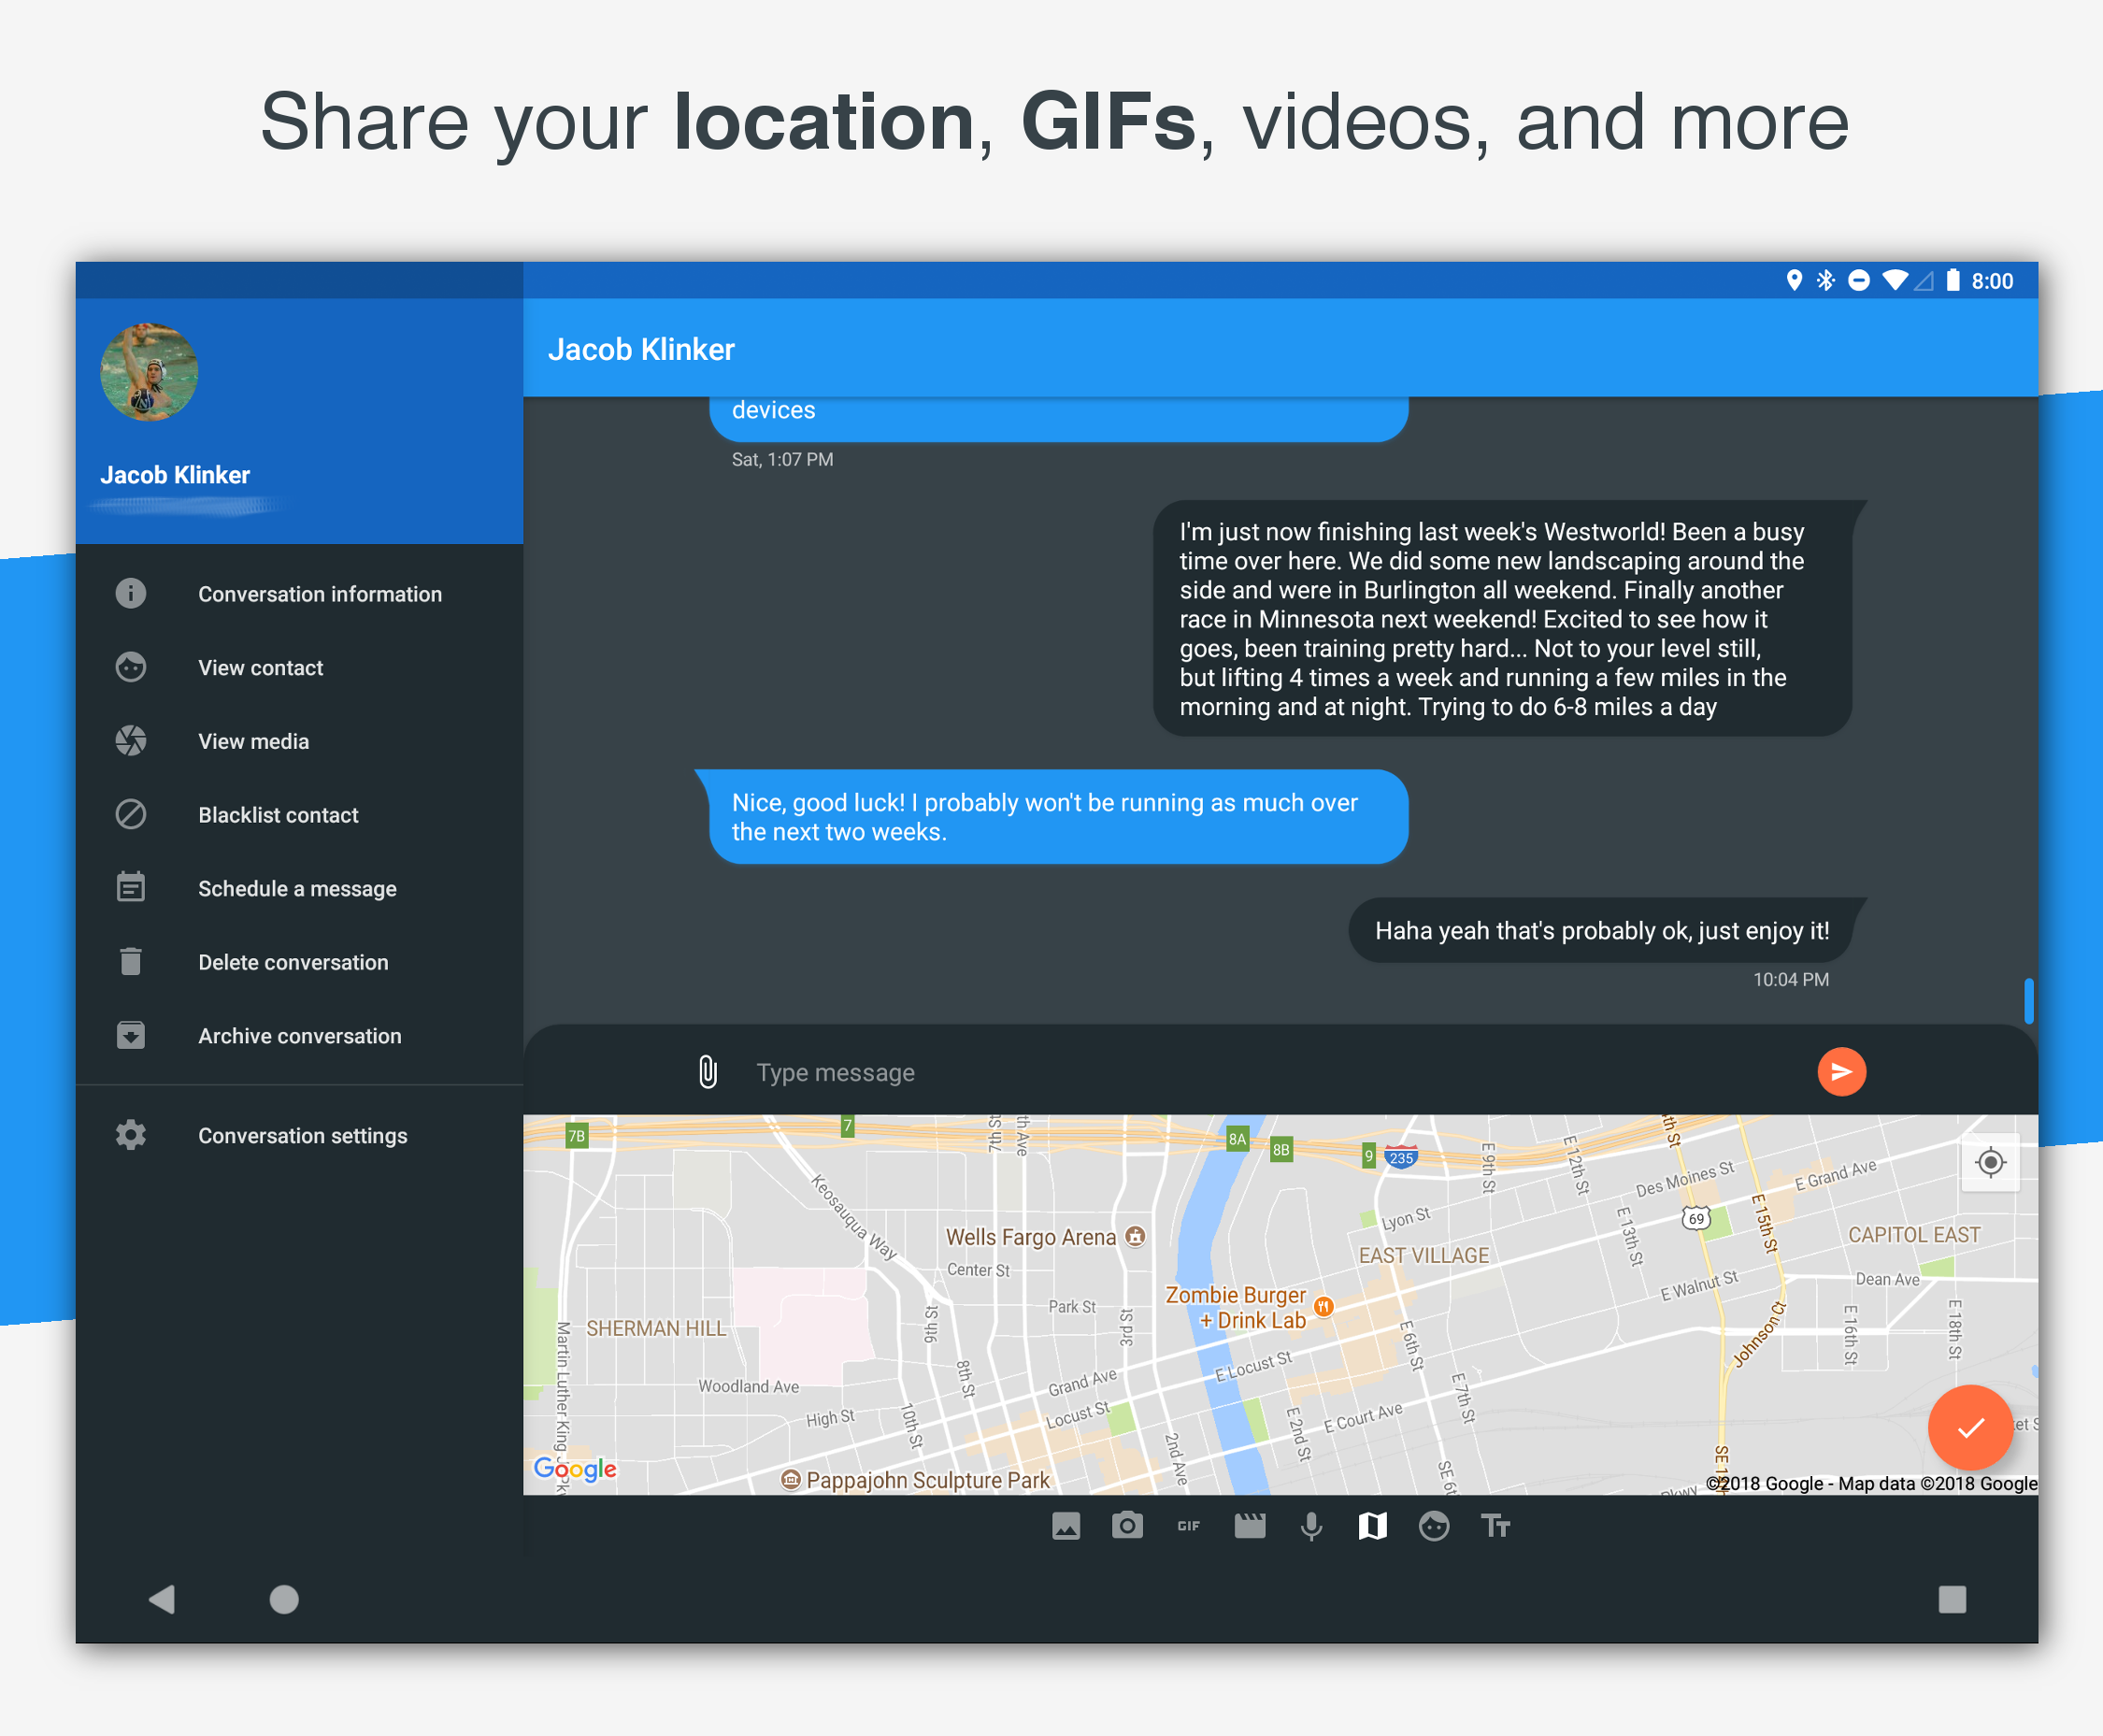 Share your location, GIFs, videos, and more
8:00
Jacob Klinker
Jacob Klinker
Conversation information
View contact
View media
Blacklist contact
Schedule a message
Delete conversation
Archive conversation
Conversation settings
devices
Sat, 1:07 PM
I'm just now finishing last week's Westworld! Been a busy
time over here. We did some new landscaping around the
side and were in Burlington all weekend. Finally another
race in Minnesota next weekend! Excited to see how it
goes, been training pretty hard... Not to your level still,
but lifting 4 times a week and running a few miles in the
morning and at night. Trying to do 6-8 miles a day
Nice, good luck! I probably won't be running as much over
the next two weeks.
Haha yeah that's probably ok, just enjoy it!
10:04 PM
Type message
7B
7
7th S
th Ave
8A
8B
9
235
E 9th St
E 12th St
4th St
Des Moines St
E Grand Ave
Keosauqua Way
Lyon St
69
E 13th St
E 15th St
Wells Fargo Arena
EAST VILLAGE
CAPITOL EAST
Center St
Dean Ave
E Walnut St
Zombie Burger
+ Drink Lab
Park St
SHERMAN HILL
9th St
3rd St
E 6th St
Johnson Ct
E 16th St
E 18th St
Martin Luther King
Woodland Ave
8th St
Grand Ave
E Locust St
High St
10th St
Locust St
2nd Ave
E 2nd St
E Court Ave
E 7th St
SE 6t
SE 1
ket S
Google
Pappajohn Sculpture Park
Pkwy
©2018 Google - Map data ©2018 Google
GIF